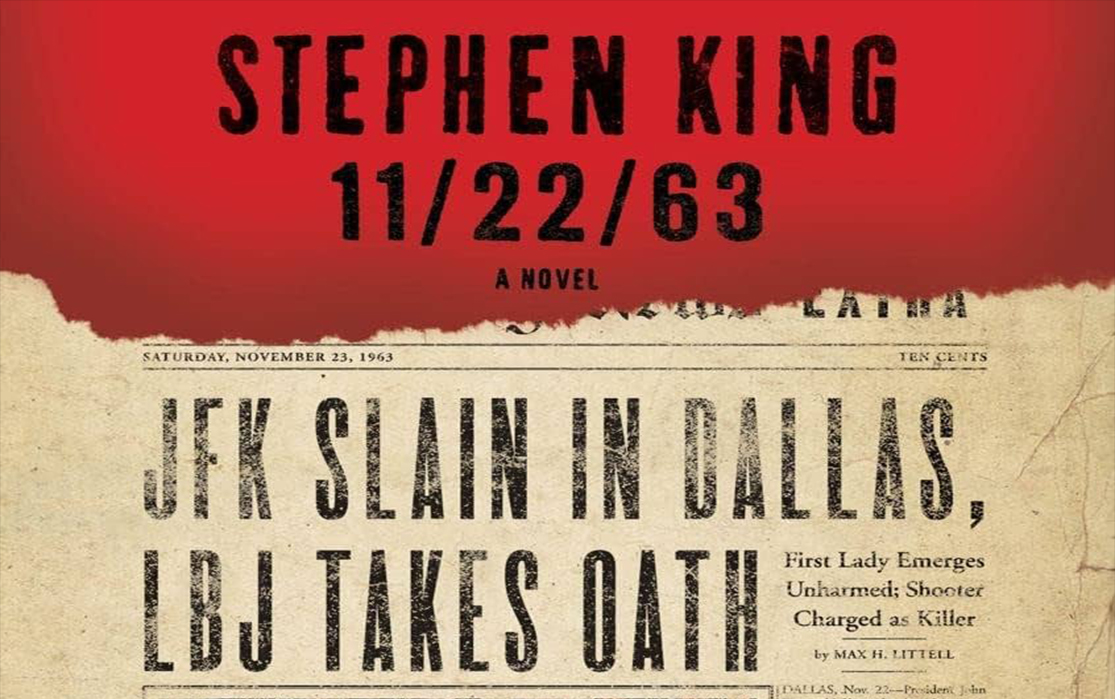 STEPHEN KING
11/22/63
A NOVEL
EXTRA
SATURDAY, NOVEMBER 23, 1963
TEN CENTS
JFK SLAIN IN DALLAS,
LBJ TAKES OATH
First Lady Emerges
Unharmed; Shooter
Charged as Killer
by MAX H. LITTELL
DALLAS, Nov. 22—President John